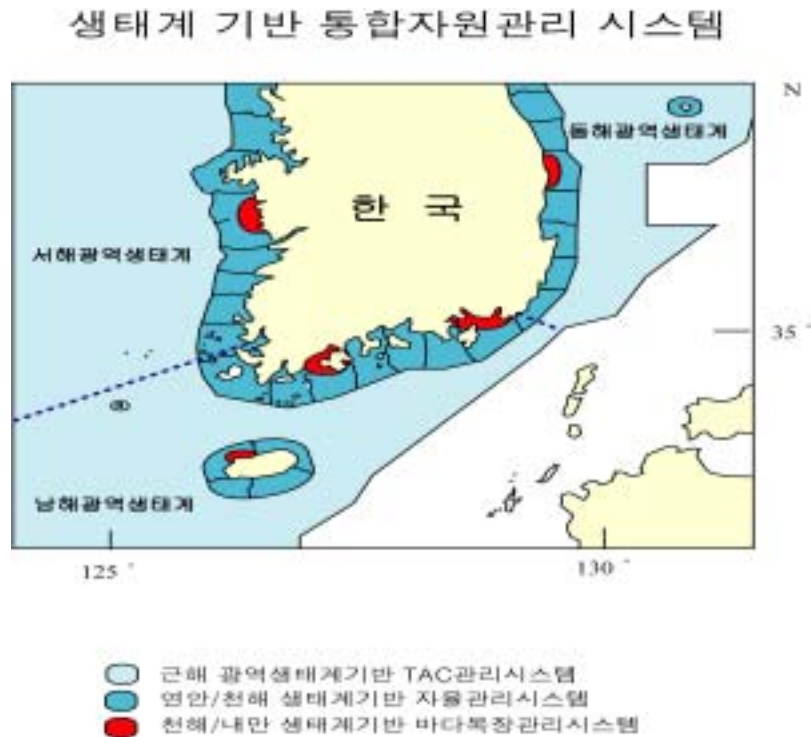 생태계 기반 통합자원관리 시스템
N
동해광역생태계
한 국
서해광역생태계
35 °
남해광역생태계
125 °
130 °
근해 광역생태계기반 TAC관리시스템
연안/천해 생태계기반 자율관리시스템
천해/내만 생태계기반 바다목장관리시스템